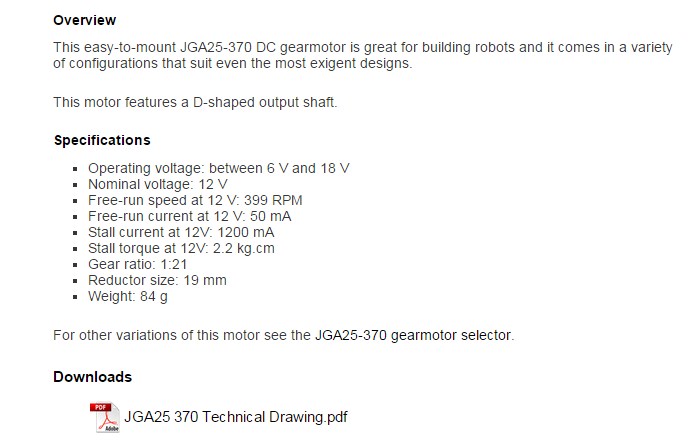 Overview
This easy-to-mount JGA25-370 DC gearmotor is great for building robots and it comes in a variety
of configurations that suit even the most exigent designs.
This motor features a D-shaped output shaft.
Specifications
▪ Operating voltage: between 6 V and 18 V
▪ Nominal voltage: 12 V
▪ Free-run speed at 12 V: 399 RPM
▪ Free-run current at 12 V: 50 mA
▪ Stall current at 12V: 1200 mA
▪ Stall torque at 12V: 2.2 kg.cm
▪ Gear ratio: 1:21
▪ Reductor size: 19 mm
▪ Weight: 84 g
For other variations of this motor see the JGA25-370 gearmotor selector.
Downloads
PDF
Adobe
JGA25 370 Technical Drawing.pdf